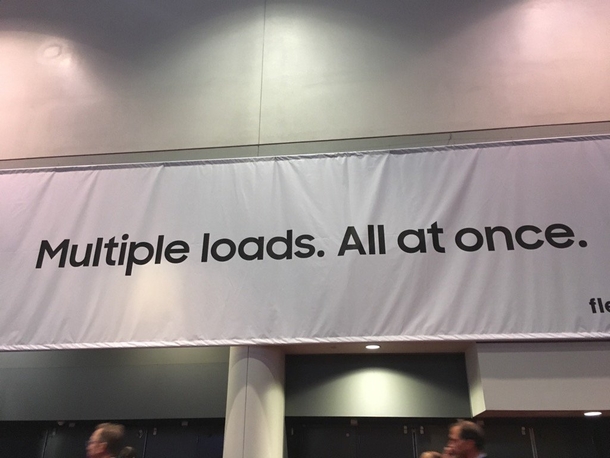 Multiple loads. All at once.